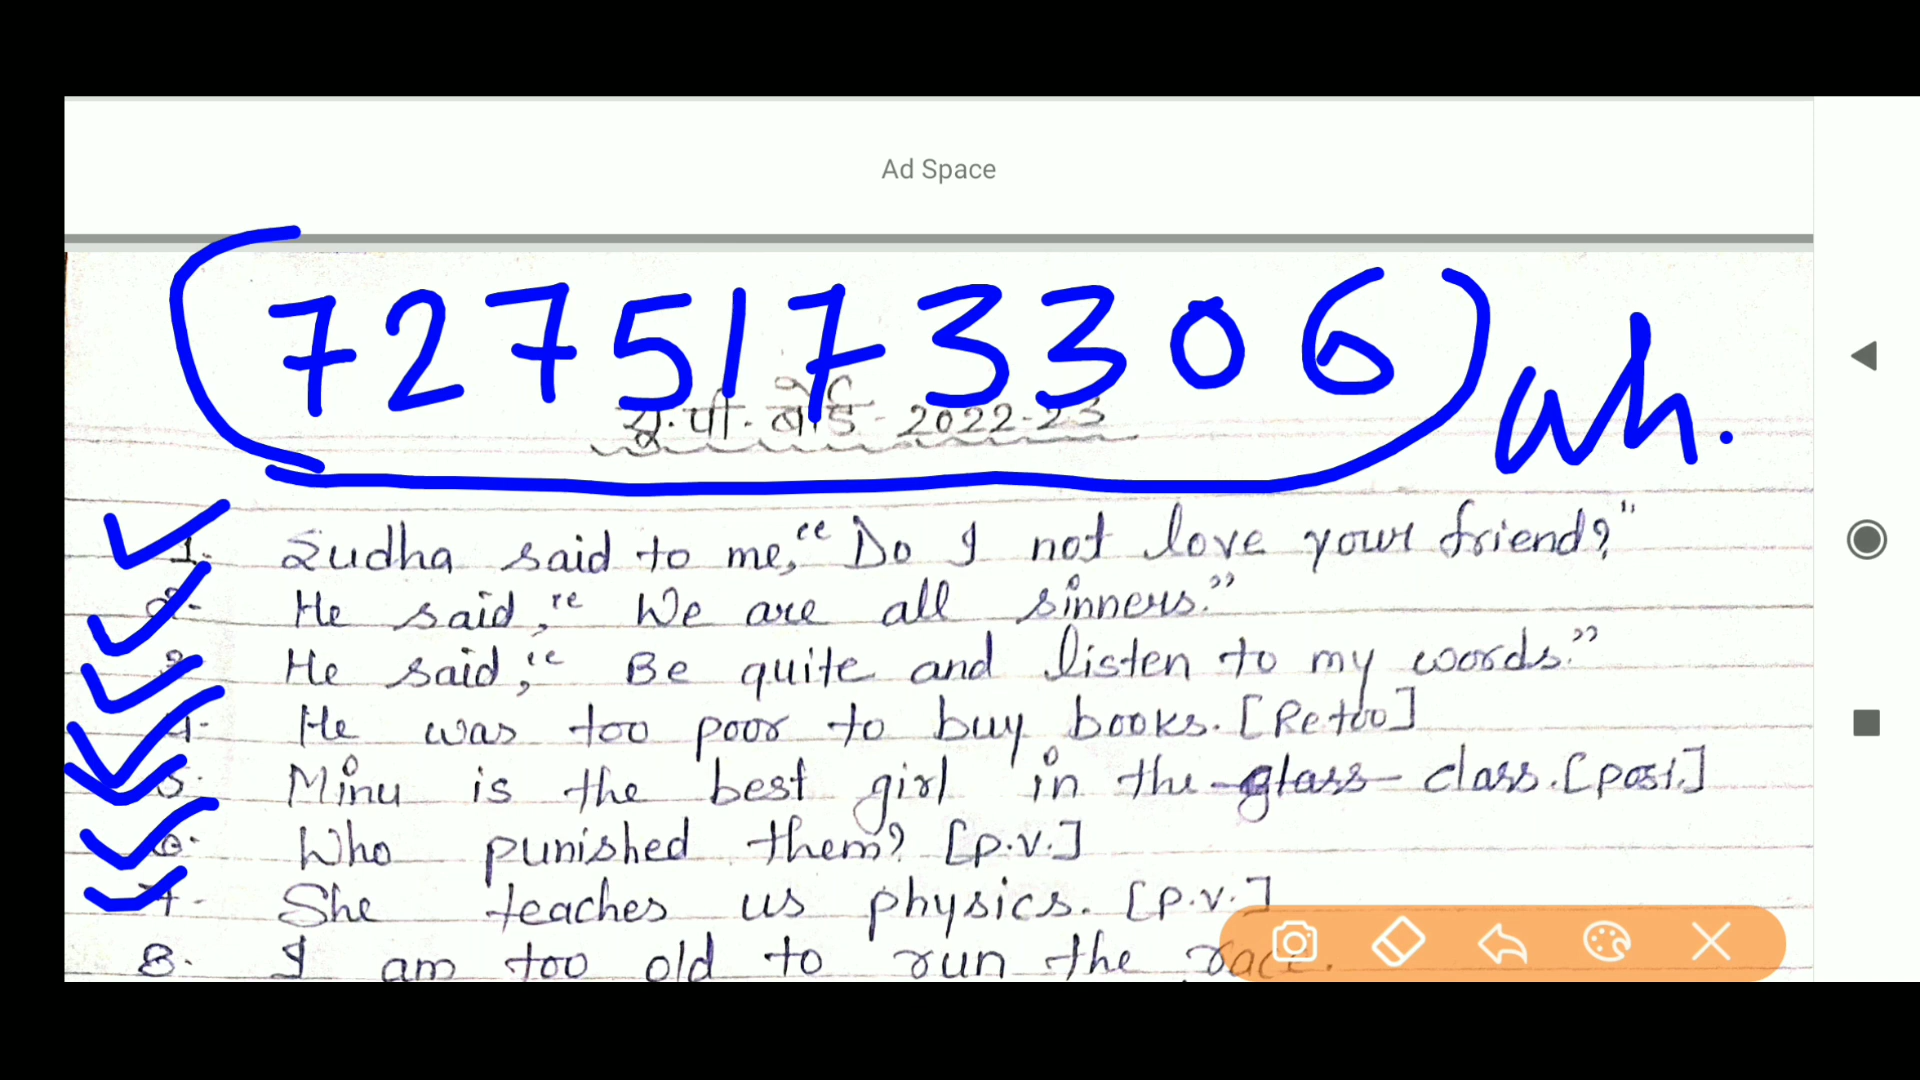 Ad Space
7275173306 Wh.
यू.पी. बोर्ड - 2022-23
1. Sudha said to me, "Do I not love your friend?"
2. He said, "We are all sinners."
3. He said, "Be quite and listen to my words."
4. He was too poor to buy books. [Retoo]
5. Minu is the best girl in the glass class. [posi.]
6. Who punished them? [p.v.]
7. She teaches us physics. [p.v.]
8. I am too old to run the race.